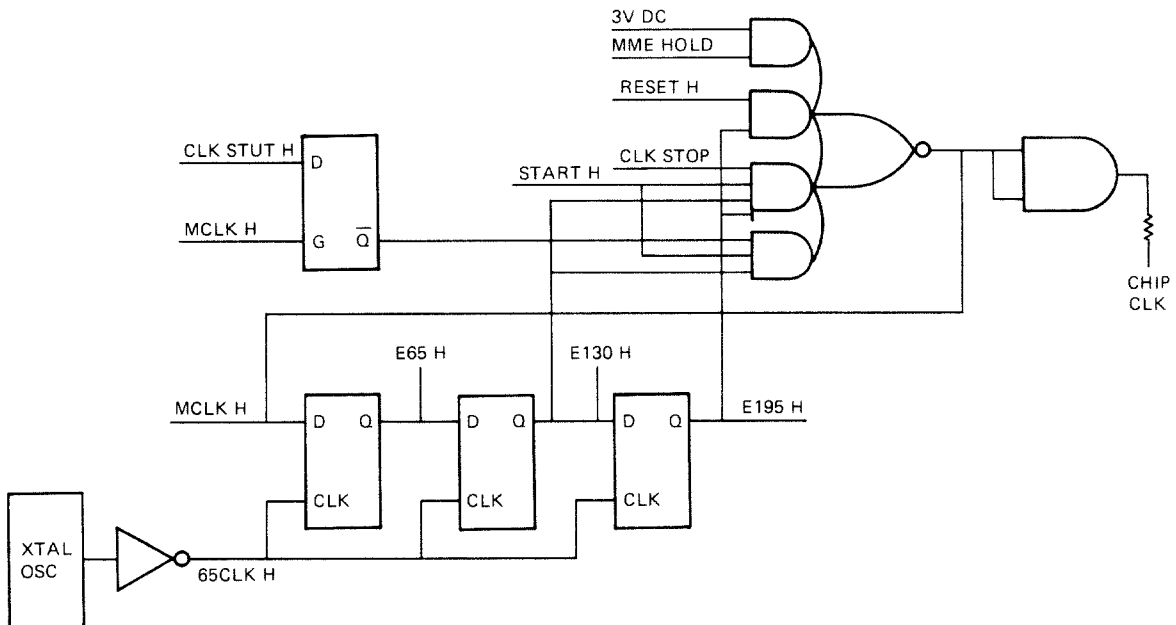 3V DC
MME HOLD
RESET H
CLK STUT H
D
CLK STOP
START H
MCLK H
G
Q̅
CHIP
CLK
E65 H
E130 H
MCLK H
D
Q
D
Q
D
Q
E195 H
CLK
CLK
CLK
XTAL
OSC
65CLK H